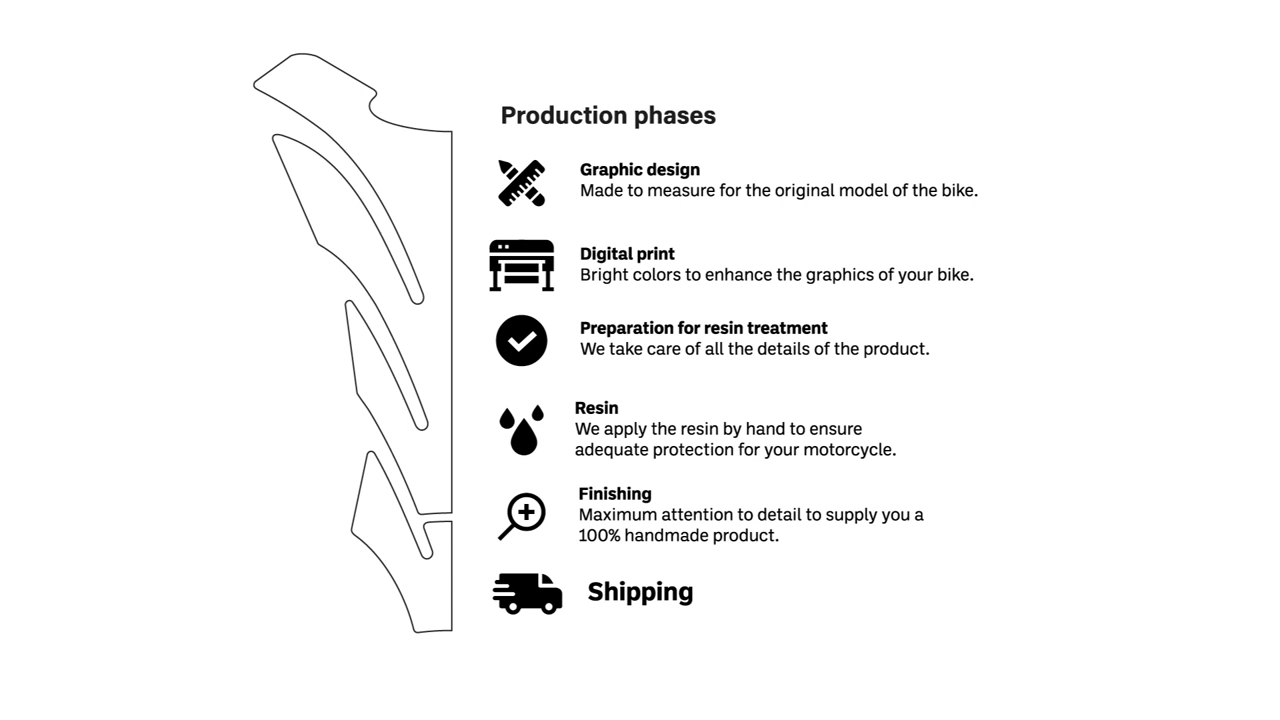 Production phases
Graphic design
Made to measure for the original model of the bike.
Digital print
Bright colors to enhance the graphics of your bike.
Preparation for resin treatment
We take care of all the details of the product.
Resin
We apply the resin by hand to ensure
adequate protection for your motorcycle.
Finishing
Maximum attention to detail to supply you a
100% handmade product.
Shipping